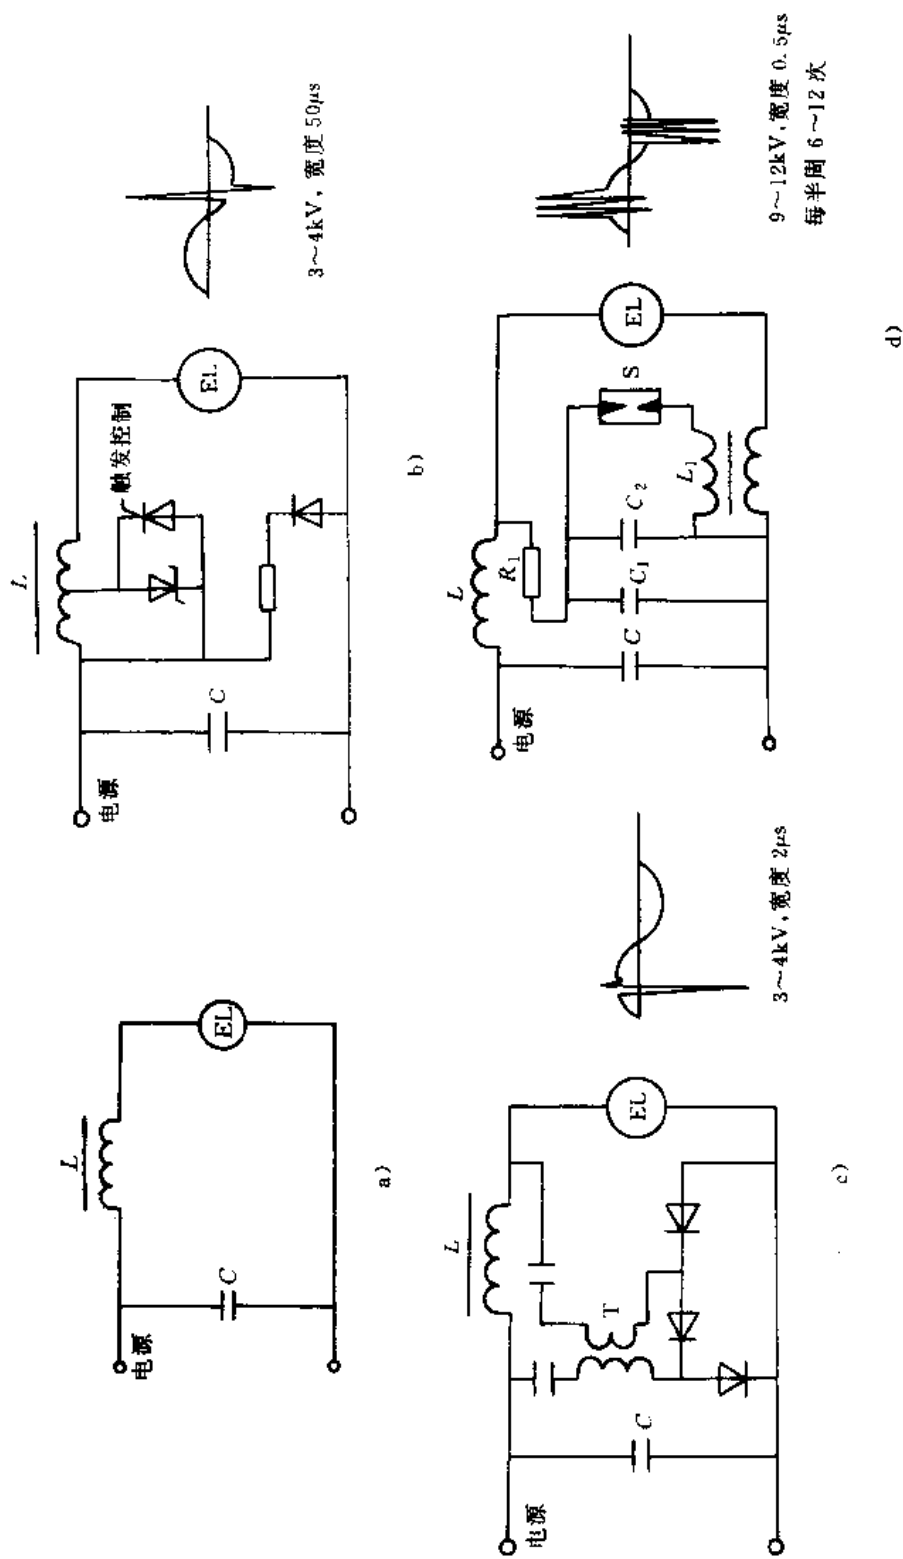 L
电源
C
EL
a)
L
触发控制
电源
C
EL
b)
3～4kV, 宽度 50μs
L
电源
C
T
EL
c)
3～4kV, 宽度 2μs
L
R₁
电源
C
C₁
C₂
L₁
S
EL
9～12kV, 宽度 0.5μs
每半周 6～12 次
d)